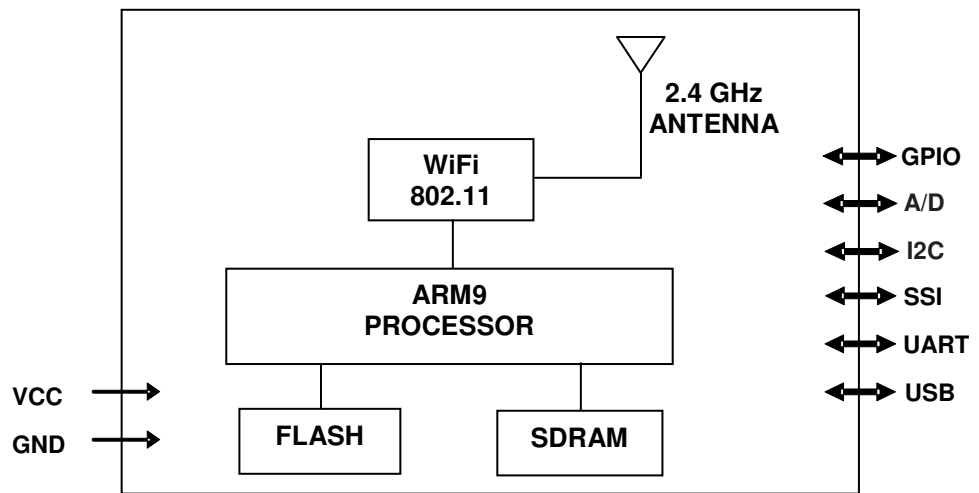 2.4 GHz
ANTENNA
WiFi
802.11
ARM9
PROCESSOR
FLASH
SDRAM
VCC
GND
GPIO
A/D
I2C
SSI
UART
USB